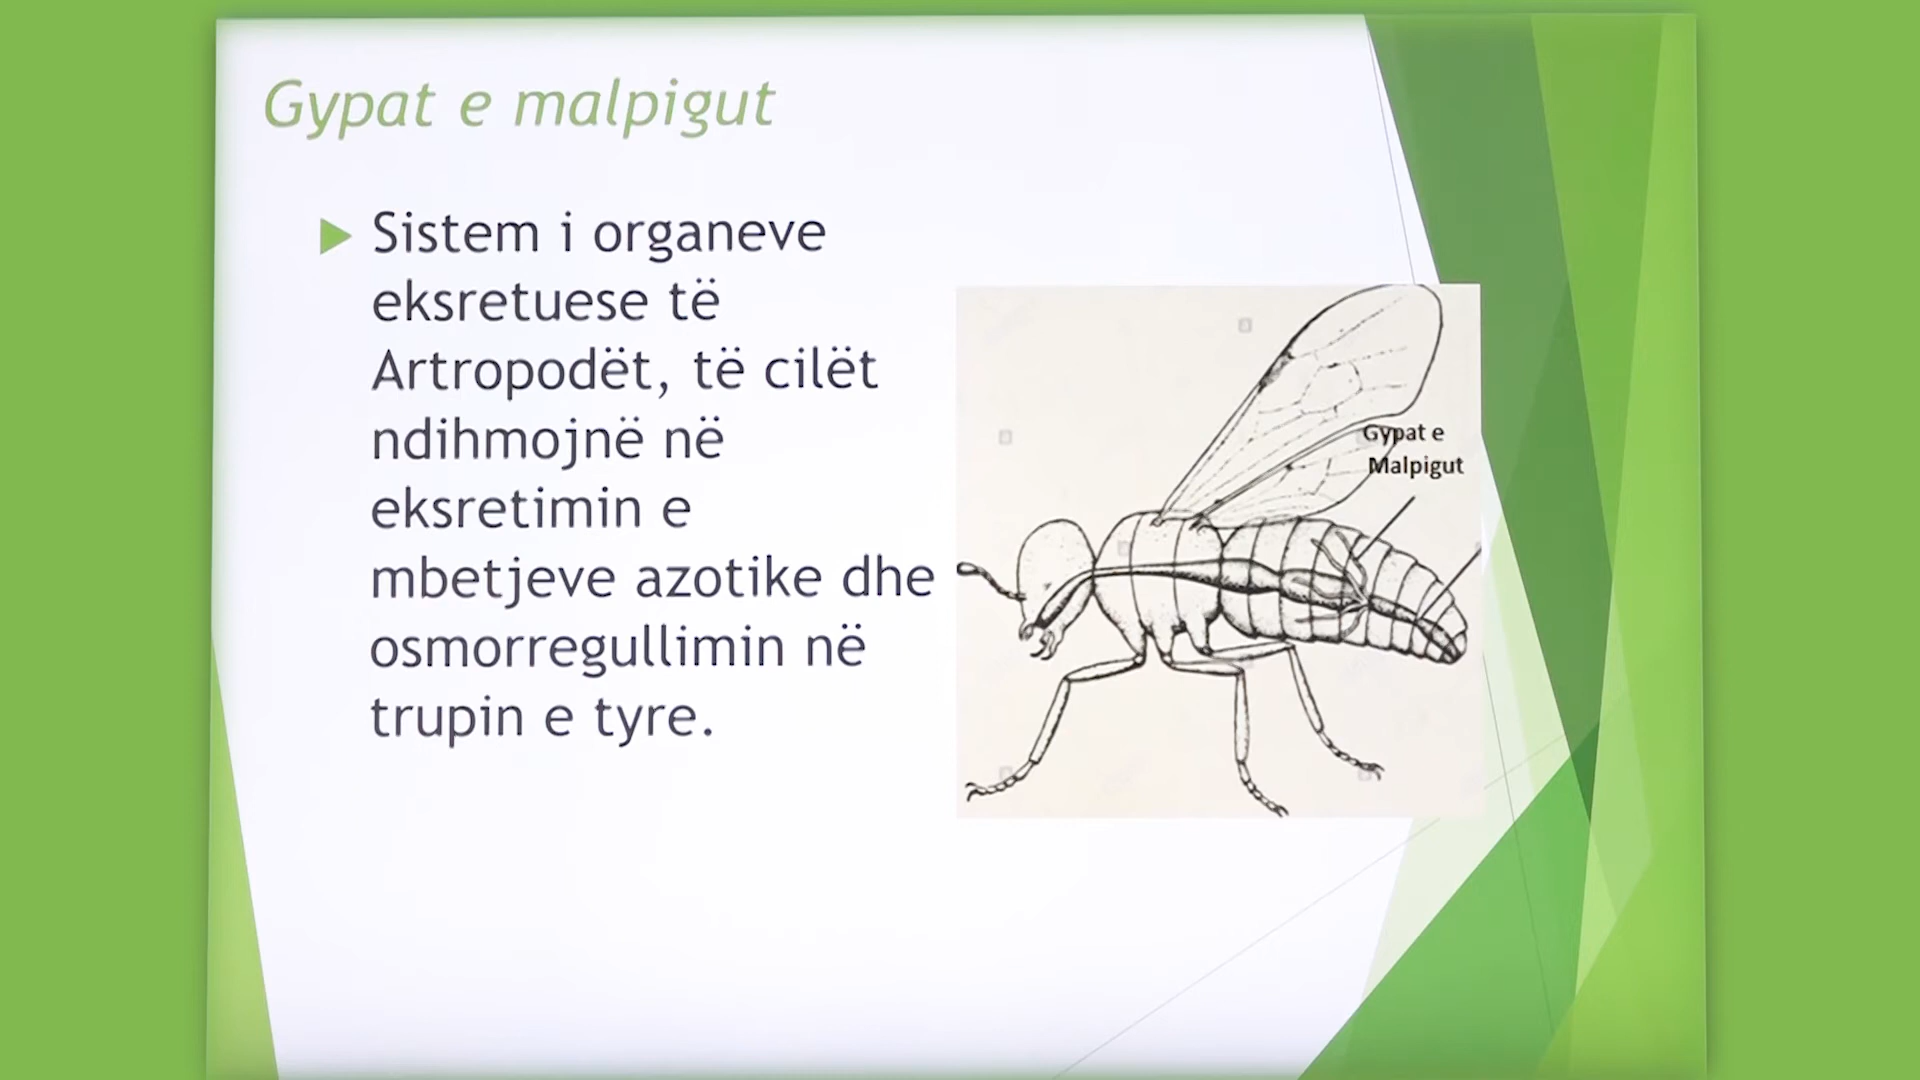 Gypat e malpigut
Sistem i organeve
eksretuese të
Artropodët, të cilët
ndihmojnë në
eksretimin e
mbetjeve azotike dhe
osmorregullimin në
trupin e tyre.
Gypat e
Malpigut